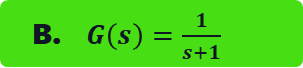 B. G(s) = 1/(s+1)